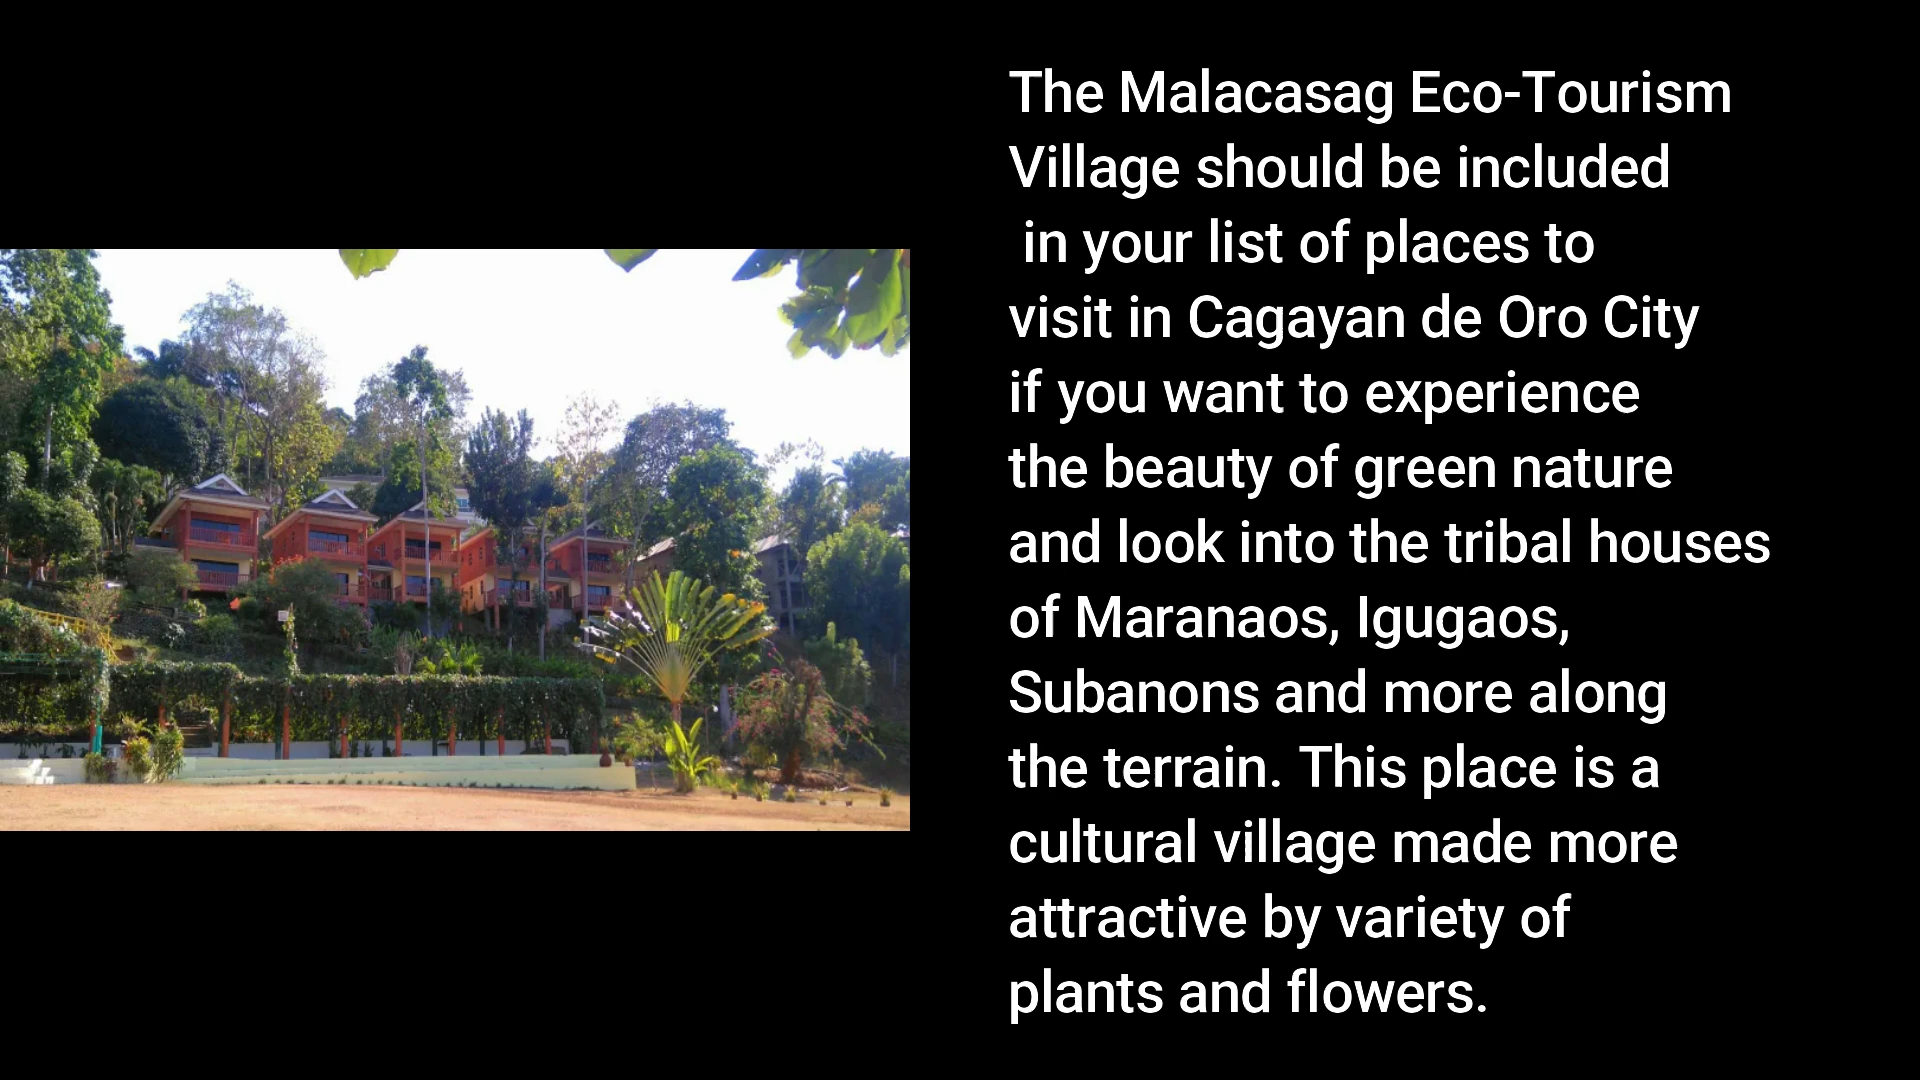 The Malacasag Eco-Tourism
Village should be included
in your list of places to
visit in Cagayan de Oro City
if you want to experience
the beauty of green nature
and look into the tribal houses
of Maranaos, Igugaos,
Subanons and more along
the terrain. This place is a
cultural village made more
attractive by variety of
plants and flowers.